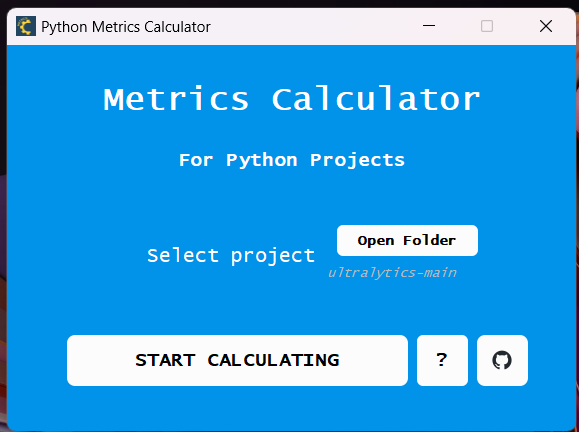 Python Metrics Calculator
Metrics Calculator
For Python Projects
Open Folder
Select project
ultralytics-main
START CALCULATING
?